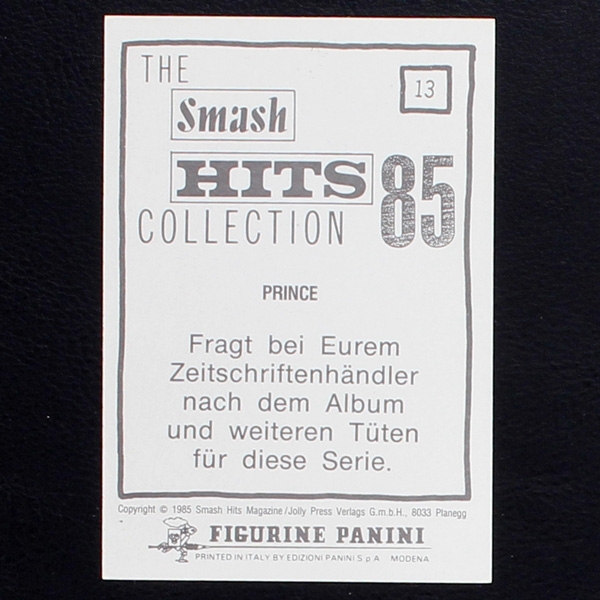 THE
13
Smash
HITS
85
COLLECTION
PRINCE
Fragt bei Eurem
Zeitschriftenhändler
nach dem Album
und weiteren Tüten
für diese Serie.
Copyright © 1985 Smash Hits Magazine/Jolly Press Verlags G.m.b.H., 8033 Planegg
FIGURINE PANINI
PRINTED IN ITALY BY EDIZIONI PANINI S.p.A. MODENA